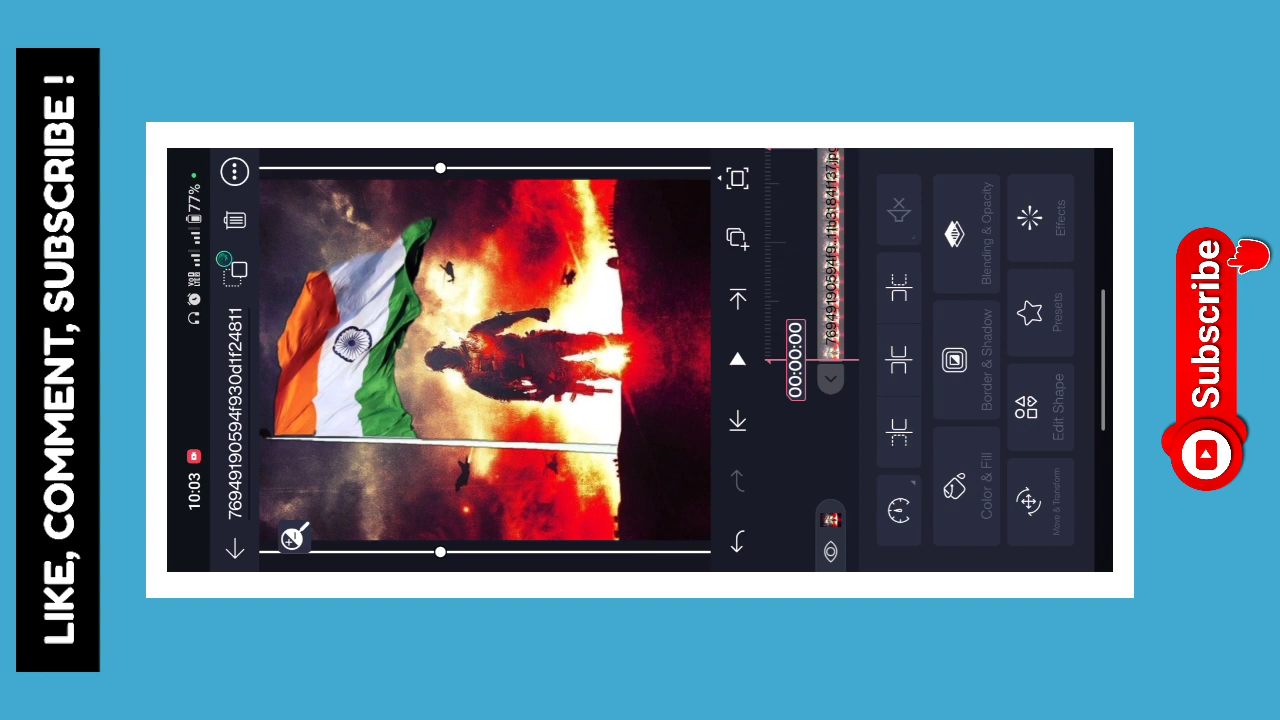 LIKE, COMMENT, SUBSCRIBE !
10:03
77%
7694919059 4f930d1f24811
00:00:00
Color & Fill
Border & Shadow
Blending & Opacity
Move & Transform
Edit Shape
Presets
Effects
Subscribe